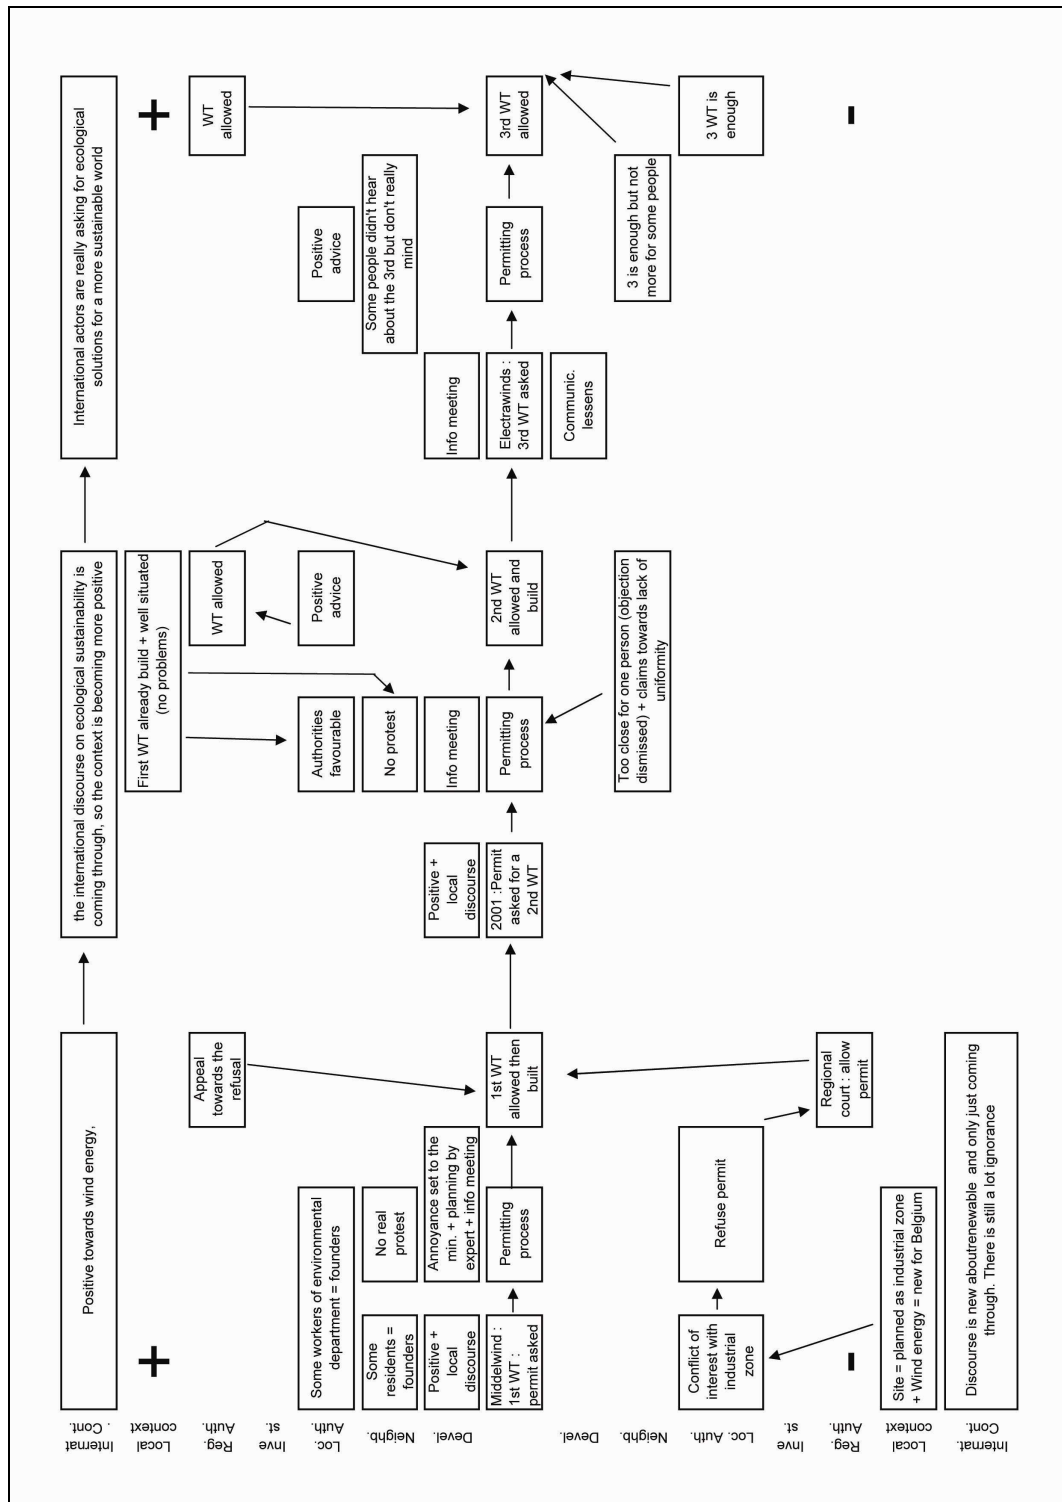 Positive towards wind energy,
the international discourse on ecological sustainability is
coming through, so the context is becoming more positive
International actors are really asking for ecological
solutions for a more sustainable world
+
+
First WT already build + well situated
(no problems)
Appeal
towards the
refusal
WT allowed
WT
allowed
Some workers of environmental
department = founders
Authorities
favourable
Positive
advice
Positive
advice
Some
residents =
founders
No real
protest
No protest
Some people didn't hear
about the 3rd but don't really
mind
Positive +
local
discourse
Annoyance set to the
min. + planning by
expert + info meeting
Positive +
local
discourse
Info meeting
Info meeting
Middelwind :
1st WT :
permit asked
Permitting
process
1st WT
allowed then
built
2001 :Permit
asked for a
2nd WT
Permitting
process
2nd WT
allowed and
build
Electrawinds :
3rd WT asked
Permitting
process
3rd WT
allowed
Communic.
lessens
Too close for one person (objection
dismissed) + claims towards lack of
uniformity
3 is enough but not
more for some people
Conflict of
interest with
industrial
zone
Refuse permit
3 WT is
enough
-
-
Regional
court : allow
permit
Site = planned as industrial zone
+ Wind energy = new for Belgium
Discourse is new aboutrenewable and only just coming
through. There is still a lot ignorance
Internat
. Cont.
Local
context
Reg.
Auth.
Inve
st.
Loc.
Auth.
Neighb.
Devel.
Devel.
Neighb.
Loc. Auth.
Inve
st.
Reg.
Auth.
Local
context
Internat.
Cont.